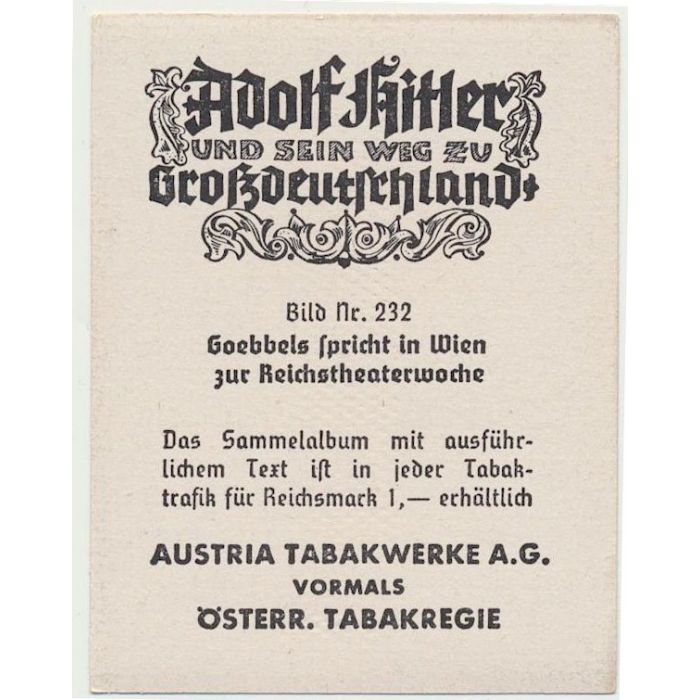 Adolf Hitler
UND SEIN WEG ZU
Großdeutſchland
Bild Nr. 232
Goebbels ſpricht in Wien
zur Reichstheaterwoche
Das Sammelalbum mit ausführ-
lichem Text iſt in jeder Tabak-
trafik für Reichsmark 1,— erhältlich
AUSTRIA TABAKWERKE A.G.
VORMALS
ÖSTERR. TABAKREGIE